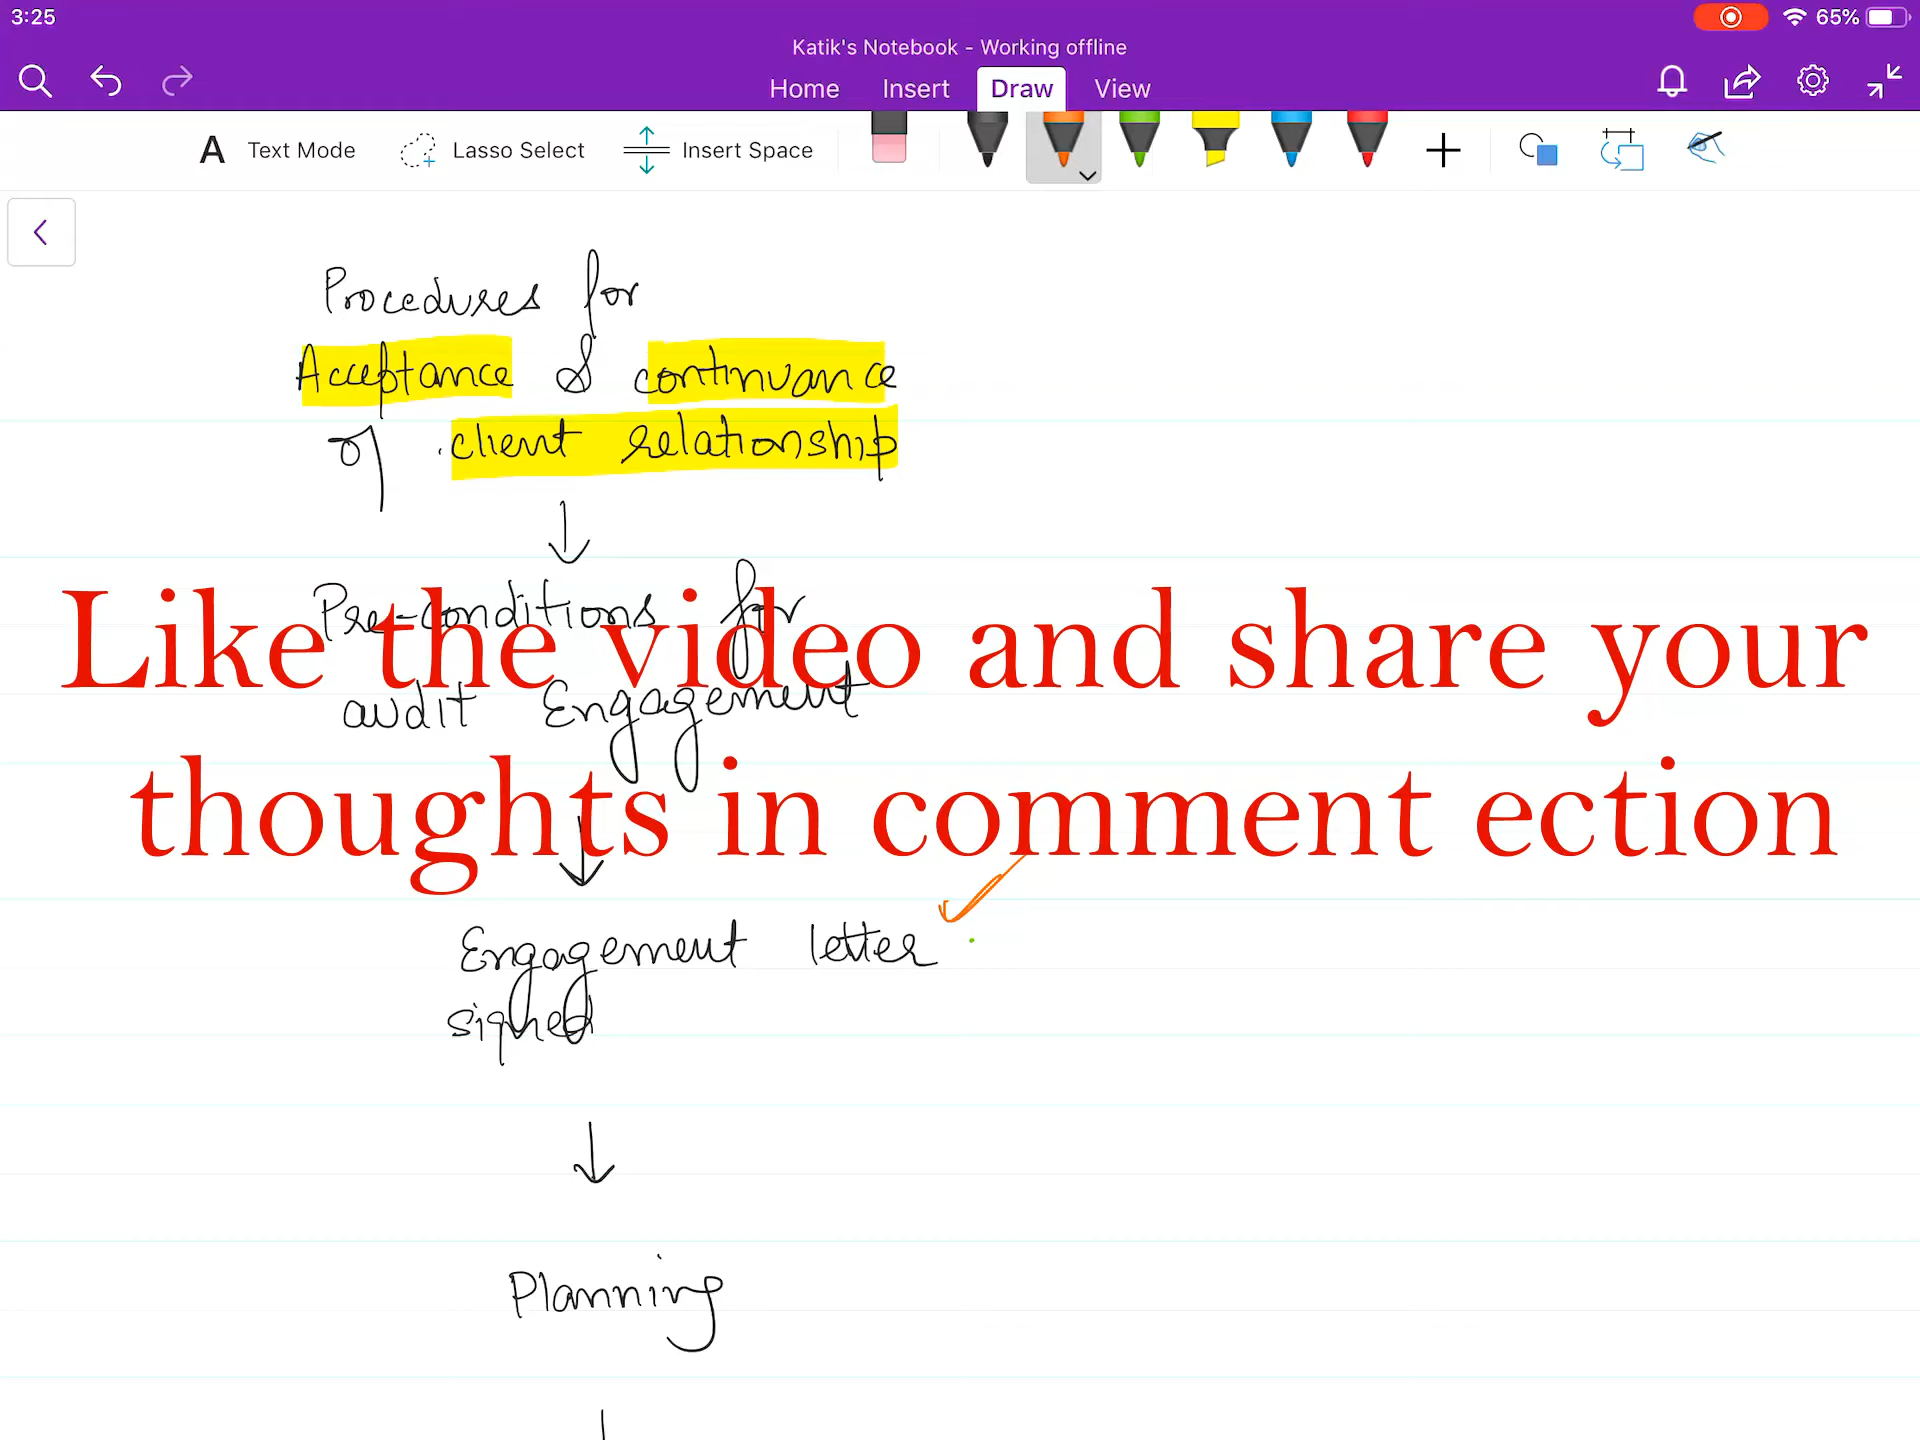 3:25
65%
Katik's Notebook - Working offline
Home Insert Draw View
A Text Mode Lasso Select Insert Space
Procedures for
Acceptance & continuance
of client relationship
Pre-conditions for
Like the video and share your
audit Engagement
thoughts in comment ection
Engagement letter
signed
Planning